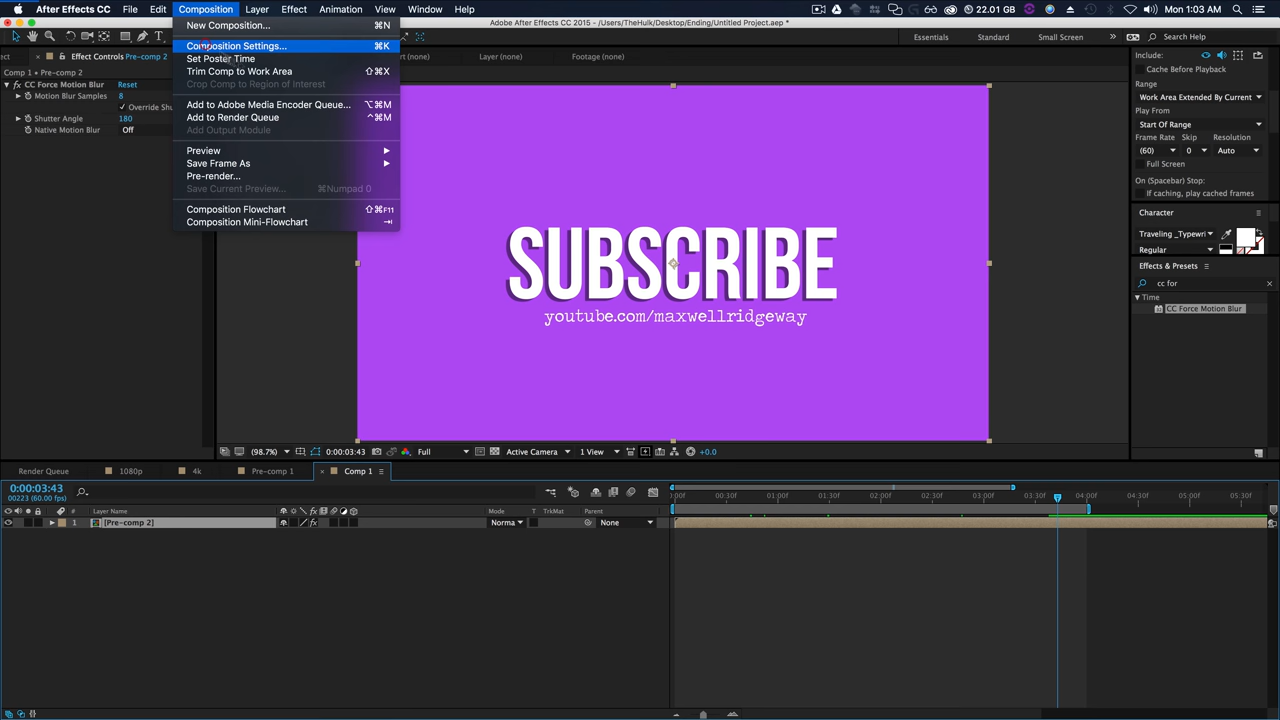 After Effects CC File Edit Composition Layer Effect Animation View Window Help 22.01 GB Mon 1:03 AM
Adobe After Effects CC 2015 - /Users/TheHulk/Desktop/Ending/Untitled Project.aep *
New Composition... ⌘N
Composition Settings... ⌘K
Set Poster Time
Trim Comp to Work Area ⇧⌘X
Crop Comp to Region of Interest
Add to Adobe Media Encoder Queue... ⌥⌘M
Add to Render Queue ^⌘M
Add Output Module
Preview
Save Frame As
Pre-render...
Save Current Preview... ⌘Numpad 0
Composition Flowchart ⇧⌘F11
Composition Mini-Flowchart
Essentials Standard Small Screen Search Help
Effect Controls Pre-comp 2
Layer (none) Footage (none)
Comp 1 • Pre-comp 2
fx CC Force Motion Blur Reset
Motion Blur Samples 8
Override Shu
Shutter Angle 180
Native Motion Blur Off
SUBSCRIBE
youtube.com/maxwellridgeway
Include:
Cache Before Playback
Range
Work Area Extended By Current
Play From
Start Of Range
Frame Rate Skip Resolution
(60) 0 Auto
Full Screen
On (Spacebar) Stop:
If caching, play cached frames
Character
Traveling _Typewri
Regular
Effects & Presets
cc for
Time
CC Force Motion Blur
(98.7%) 0:00:03:43 Full Active Camera 1 View +0.0
Render Queue 1080p 4k Pre-comp 1 Comp 1
0:00:03:43
00223 (60.00 fps)
# Layer Name Mode T TrkMat Parent
1 [Pre-comp 2] fx Norma None
:00f 00:30f 01:00f 01:30f 02:00f 02:30f 03:00f 03:30f 04:00f 04:30f 05:00f 05:30f